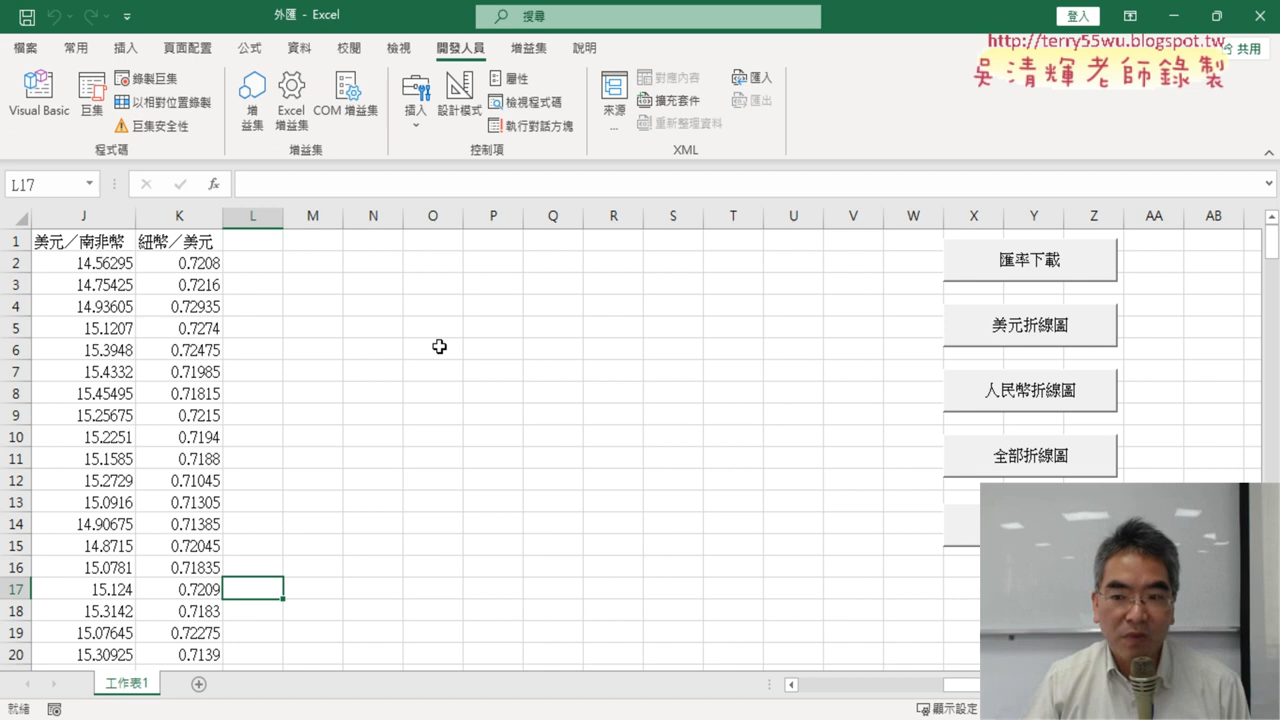 外匯 - Excel
搜尋
登入
檔案 常用 插入 頁面配置 公式 資料 校閱 檢視 開發人員 增益集 說明
共用
http://terry55wu.blogspot.tw
吳清輝老師錄製
Visual Basic
巨集
錄製巨集
以相對位置錄製
巨集安全性
程式碼
增益集
Excel 增益集
COM 增益集
增益集
插入
設計模式
屬性
檢視程式碼
執行對話方塊
控制項
來源
...
對應內容
擴充套件
重新整理資料
匯入
匯出
XML
L17
fx
J K L M N O P Q R S T U V W X Y Z AA AB
1 美元／南非幣 紐幣／美元
2 14.56295 0.7208
3 14.75425 0.7216
4 14.93605 0.72935
5 15.1207 0.7274
6 15.3948 0.72475
7 15.4332 0.71985
8 15.45495 0.71815
9 15.25675 0.7215
10 15.2251 0.7194
11 15.1585 0.7188
12 15.2729 0.71045
13 15.0916 0.71305
14 14.90675 0.71385
15 14.8715 0.72045
16 15.0781 0.71835
17 15.124 0.7209
18 15.3142 0.7183
19 15.07645 0.72275
20 15.30925 0.7139
匯率下載
美元折線圖
人民幣折線圖
全部折線圖
工作表1
就緒
顯示設定